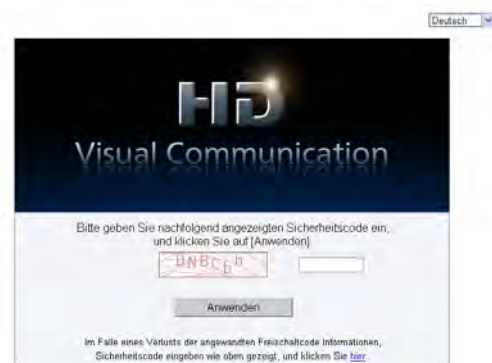 Deutsch
HD
Visual Communication
Bitte geben Sie nachfolgend angezeigten Sicherheitscode ein,
und klicken Sie auf [Anwenden]
DNBCbh
Anwenden
Im Falle eines Verlusts der angewandten Freischaltcode Informationen,
Sicherheitscode eingeben wie oben gezeigt, und klicken Sie hier